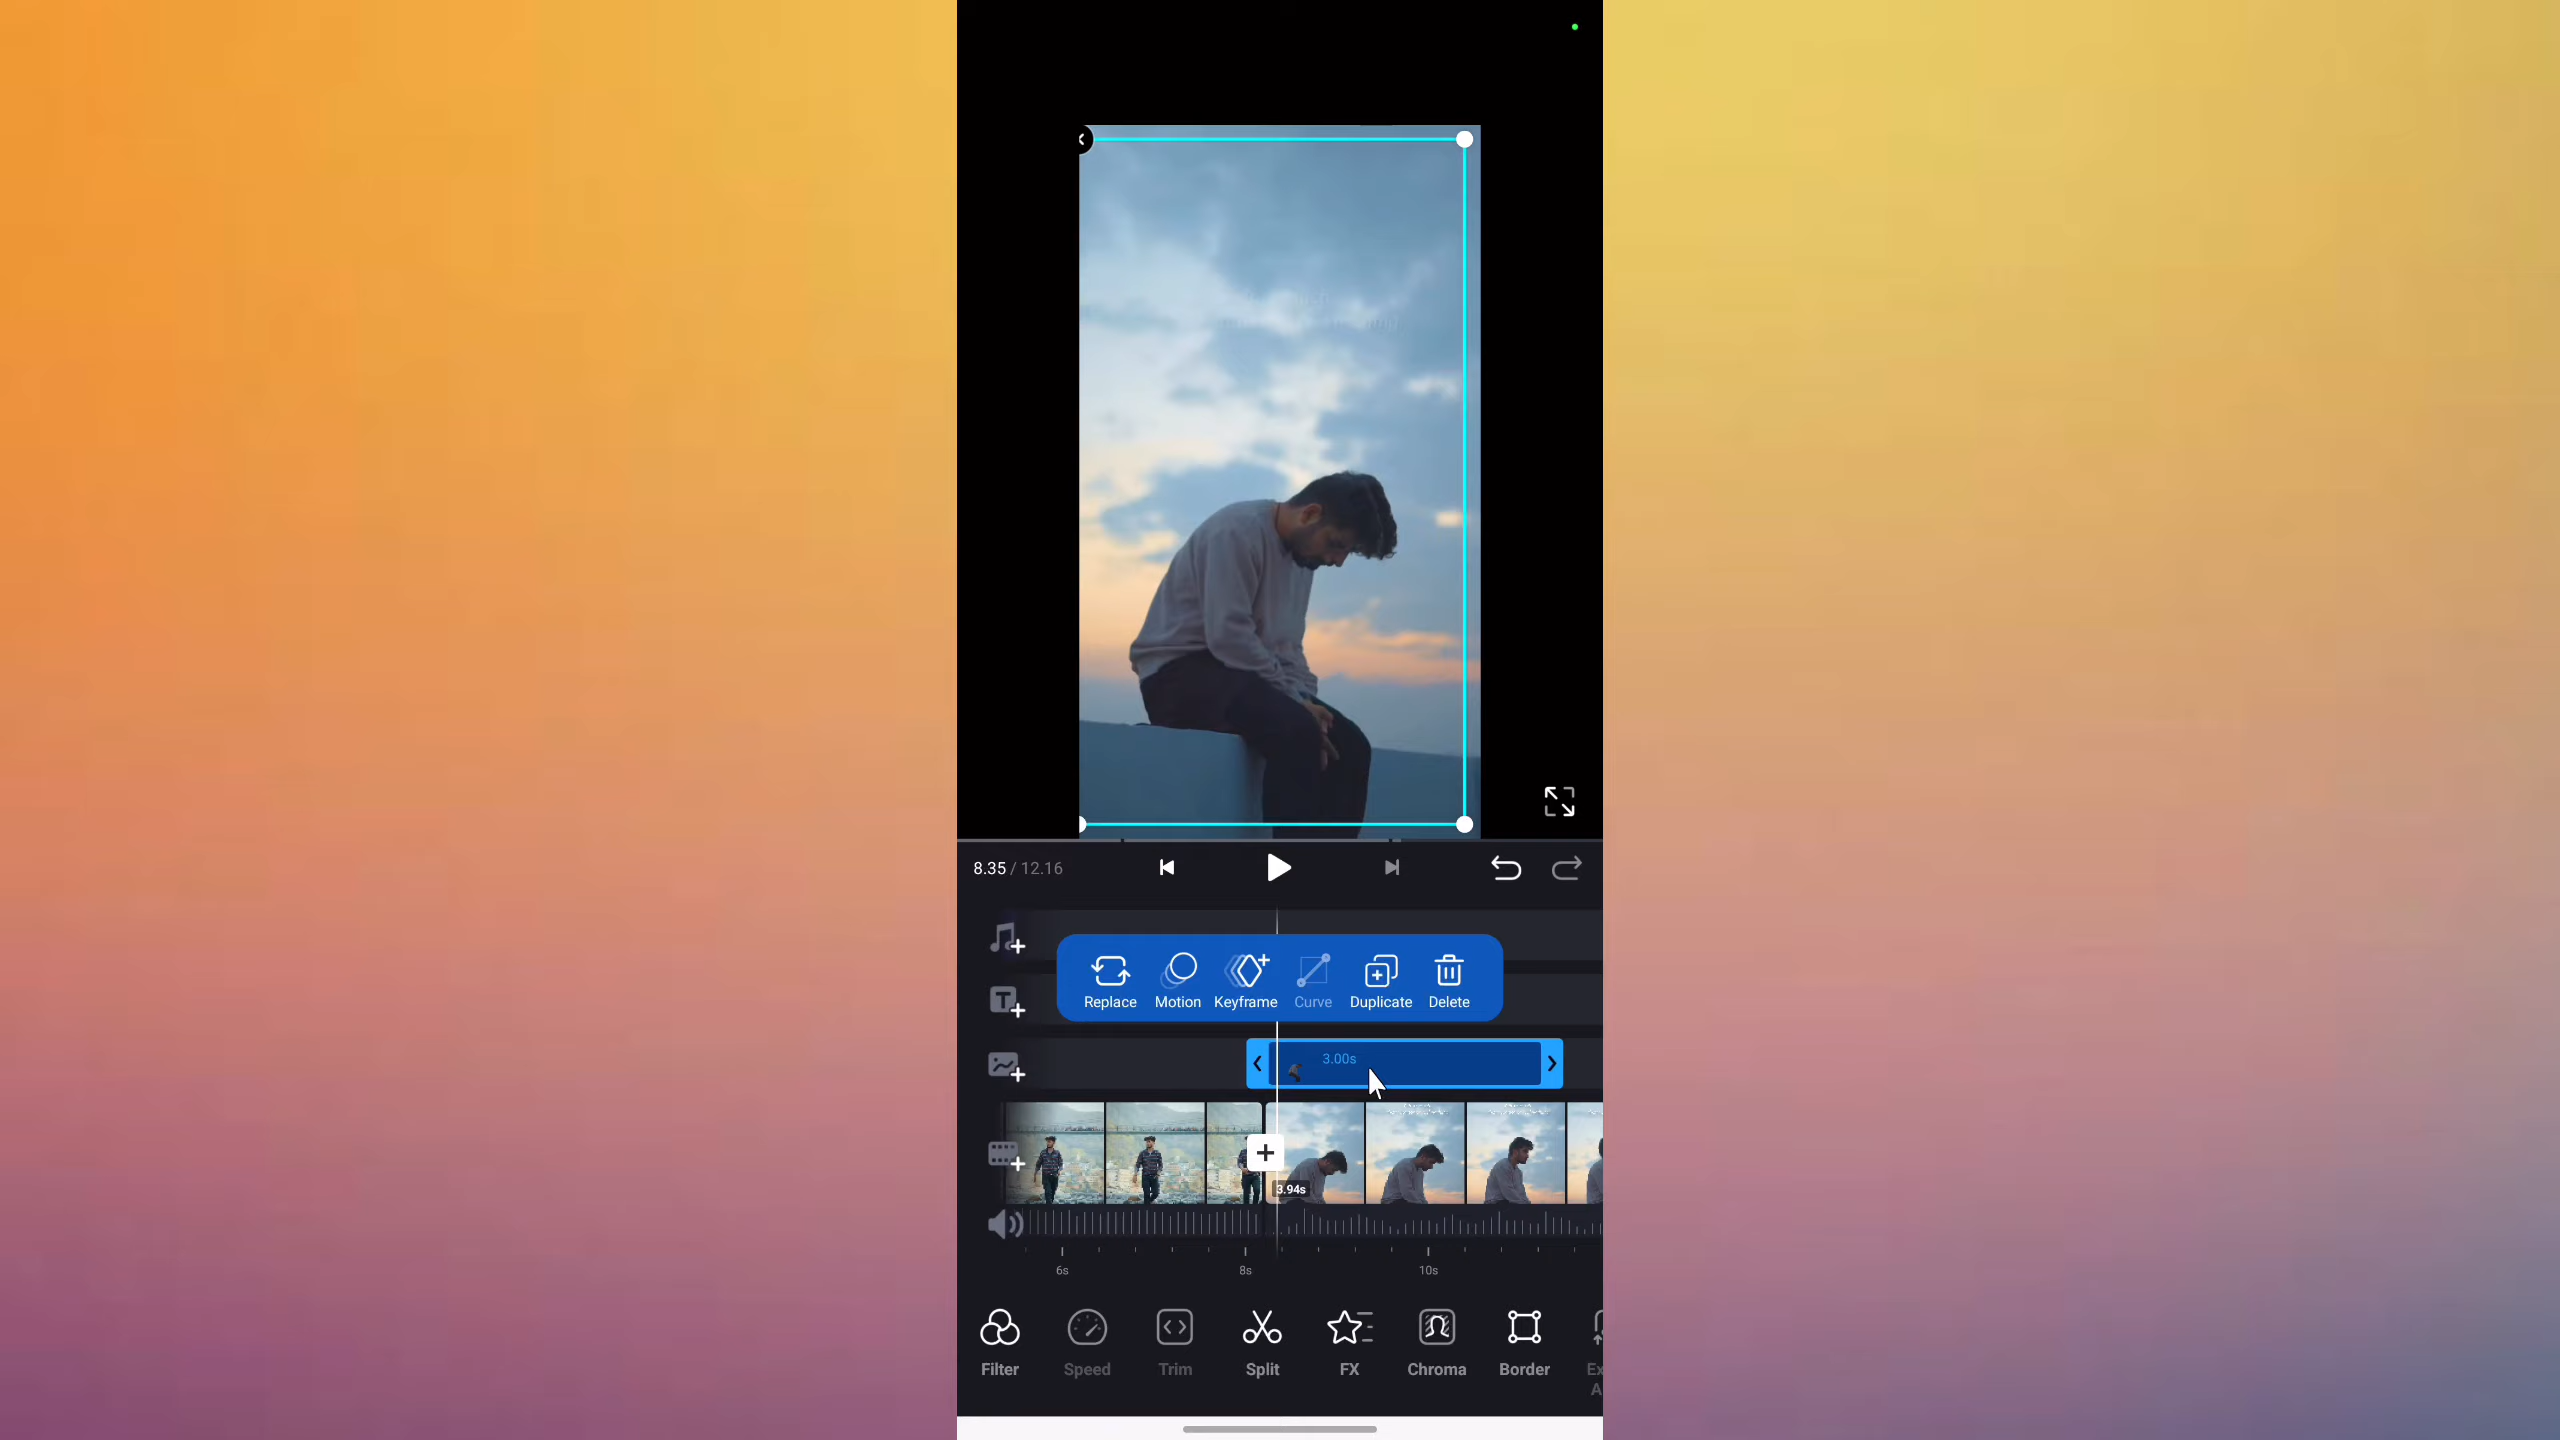 8.35 / 12.16
Replace Motion Keyframe Curve Duplicate Delete
3.00s
3.94s
6s 8s 10s
Filter Speed Trim Split FX Chroma Border